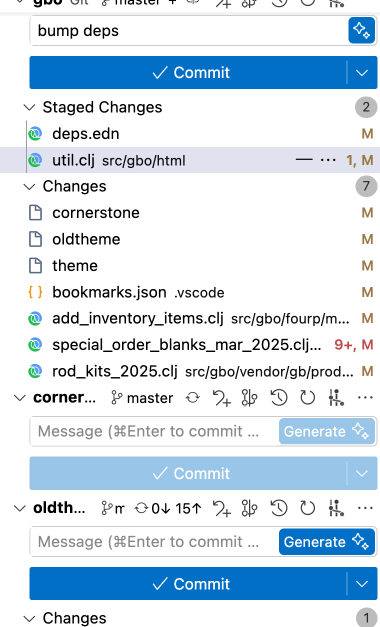 gbo Git master +
bump deps
Commit
Staged Changes 2
deps.edn M
util.clj src/gbo/html 1, M
Changes 7
cornerstone M
oldtheme M
theme M
{ } bookmarks.json .vscode M
add_inventory_items.clj src/gbo/fourp/m... M
special_order_blanks_mar_2025.clj... 9+, M
rod_kits_2025.clj src/gbo/vendor/gb/prod... M
corner... master
Message (⌘Enter to commit ... Generate
Commit
oldth... 0↓ 15↑
Message (⌘Enter to commit ... Generate
Commit
Changes 1